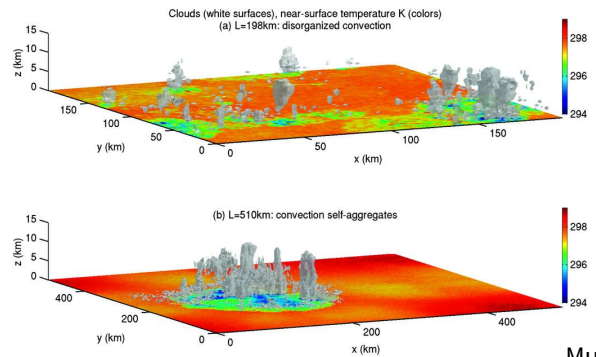 Clouds (white surfaces), near-surface temperature K (colors)
(a) L=198km: disorganized convection
15
10
5
0
z (km)
150
100
50
0
y (km)
0
50
100
150
x (km)
298
296
294
(b) L=510km: convection self-aggregates
15
10
5
0
z (km)
400
200
0
y (km)
0
200
400
x (km)
298
296
294
Mu